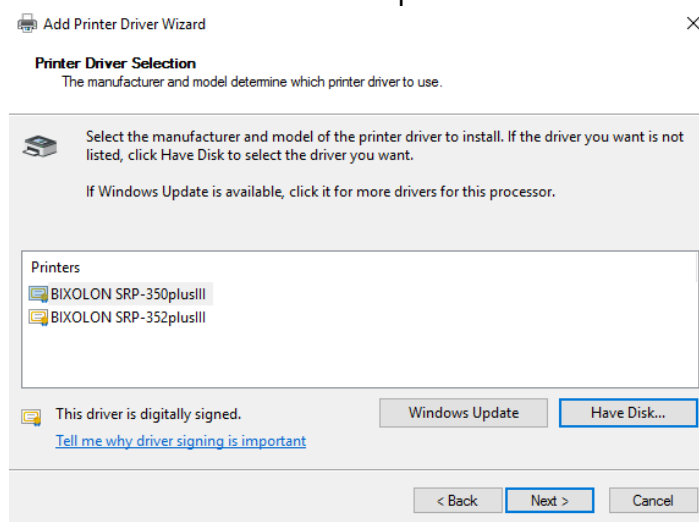 Add Printer Driver Wizard
Printer Driver Selection
The manufacturer and model determine which printer driver to use.
Select the manufacturer and model of the printer driver to install. If the driver you want is not
listed, click Have Disk to select the driver you want.
If Windows Update is available, click it for more drivers for this processor.
Printers
BIXOLON SRP-350plusIII
BIXOLON SRP-352plusIII
This driver is digitally signed.
Windows Update
Have Disk...
Tell me why driver signing is important
< Back
Next >
Cancel